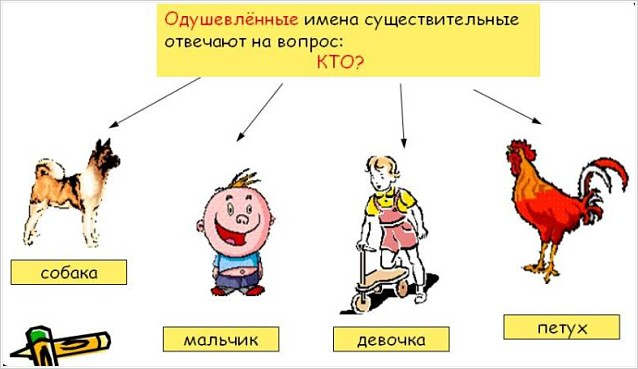 Одушевлённые имена существительные
отвечают на вопрос:
КТО?
собака
мальчик
девочка
петух